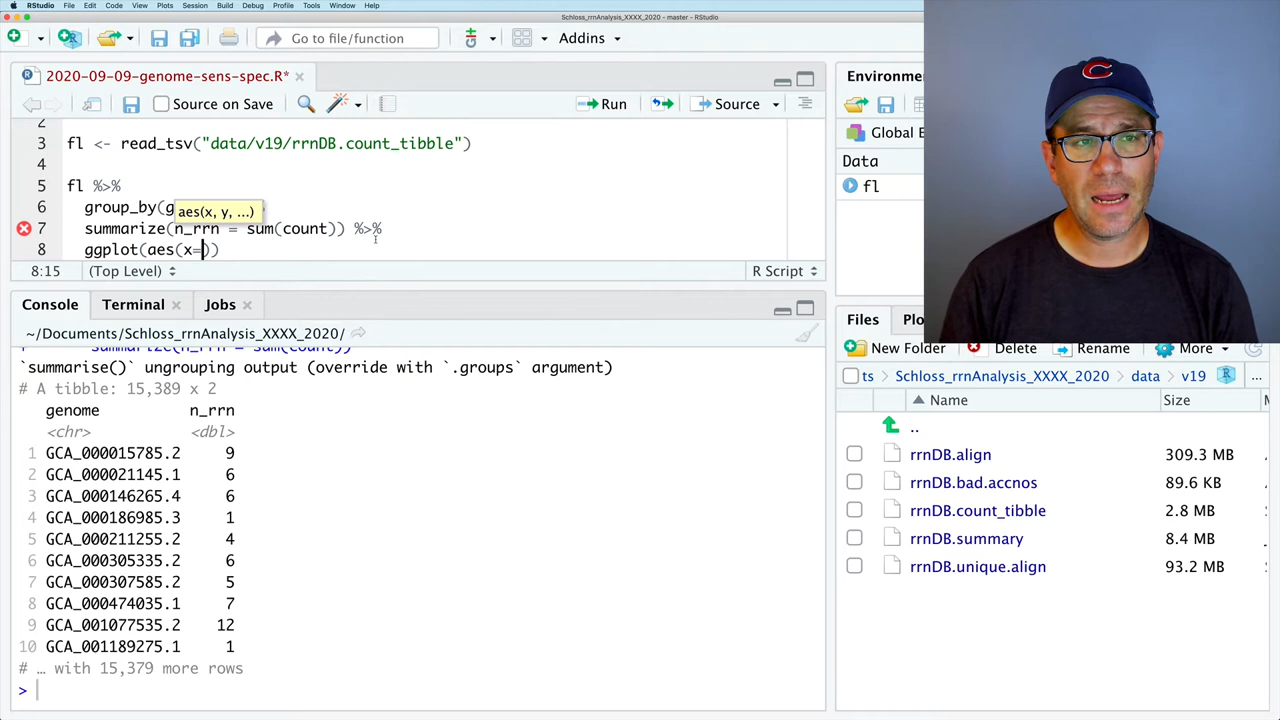 RStudio File Edit Code View Plots Session Build Debug Profile Tools Window Help
Schloss_rrnAnalysis_XXXX_2020 - master - RStudio
Go to file/function Addins
2020-09-09-genome-sens-spec.R*
Source on Save Run Source
2
3 fl <- read_tsv("data/v19/rrnDB.count_tibble")
4
5 fl %>%
6 group_by(g
aes(x, y, ...)
7 summarize(n_rrn = sum(count)) %>%
8 ggplot(aes(x=))
8:15 (Top Level) R Script
Console Terminal Jobs
~/Documents/Schloss_rrnAnalysis_XXXX_2020/
+ summarize(n_rrn = sum(count))
`summarise()` ungrouping output (override with `.groups` argument)
# A tibble: 15,389 x 2
genome n_rrn
<chr> <dbl>
1 GCA_000015785.2 9
2 GCA_000021145.1 6
3 GCA_000146265.4 6
4 GCA_000186985.3 1
5 GCA_000211255.2 4
6 GCA_000305335.2 6
7 GCA_000307585.2 5
8 GCA_000474035.1 7
9 GCA_001077535.2 12
10 GCA_001189275.1 1
# … with 15,379 more rows
>
Environme
Global E
Data
fl
Files Plo
New Folder Delete Rename More
ts Schloss_rrnAnalysis_XXXX_2020 data v19 ...
Name Size
..
rrnDB.align 309.3 MB
rrnDB.bad.accnos 89.6 KB
rrnDB.count_tibble 2.8 MB
rrnDB.summary 8.4 MB
rrnDB.unique.align 93.2 MB